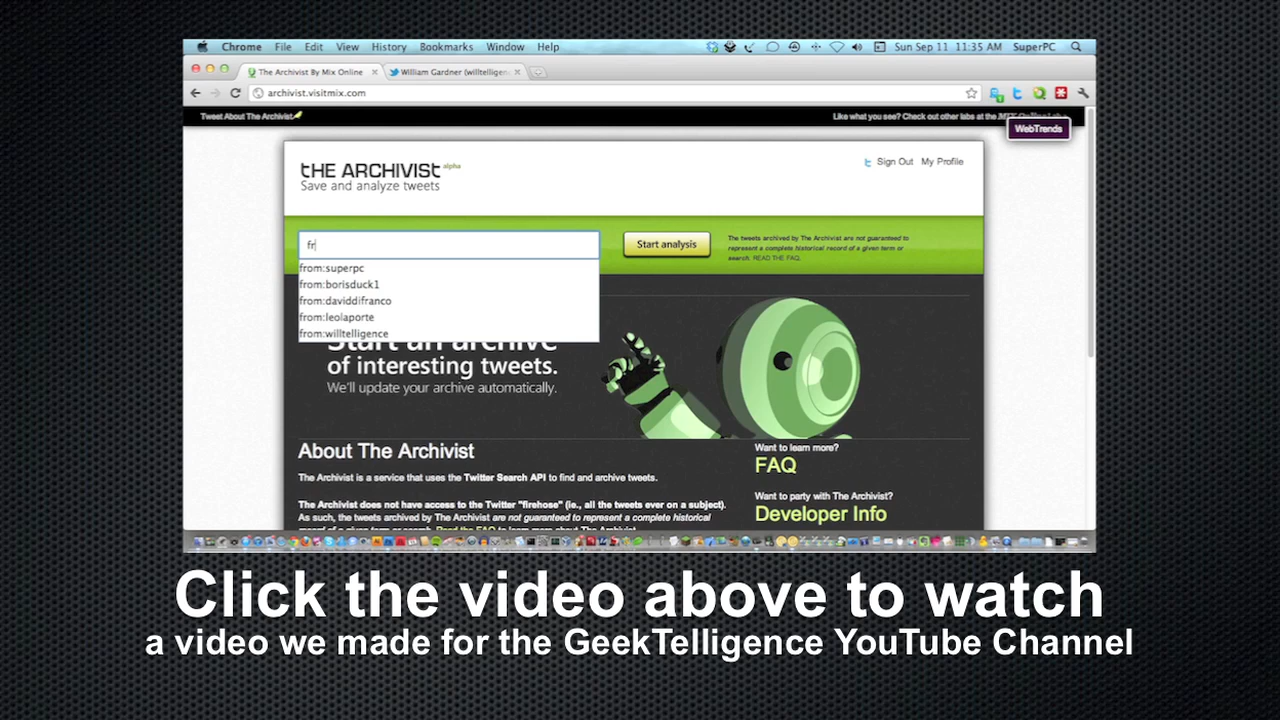 Chrome File Edit View History Bookmarks Window Help Sun Sep 11 11:35 AM SuperPC
The Archivist By Mix Online William Gardner (willtelligen
archivist.visitmix.com
Tweet About The Archivist Like what you see? Check out other labs at the
WebTrends
tHE ARCHIVIst alpha
Save and analyze tweets
Sign Out My Profile
fr
Start analysis
The tweets archived by The Archivist are not guaranteed to
represent a complete historical record of a given term or
search. READ THE FAQ.
from:superpc
from:borisduck1
from:daviddifranco
from:leolaporte
from:willtelligence
Start an archive
of interesting tweets.
We'll update your archive automatically.
About The Archivist
The Archivist is a service that uses the Twitter Search API to find and archive tweets.
The Archivist does not have access to the Twitter "firehose" (ie., all the tweets ever on a subject).
As such, the tweets archived by The Archivist are not guaranteed to represent a complete historical
Want to learn more?
FAQ
Want to party with The Archivist?
Developer Info
Click the video above to watch
a video we made for the GeekTelligence YouTube Channel